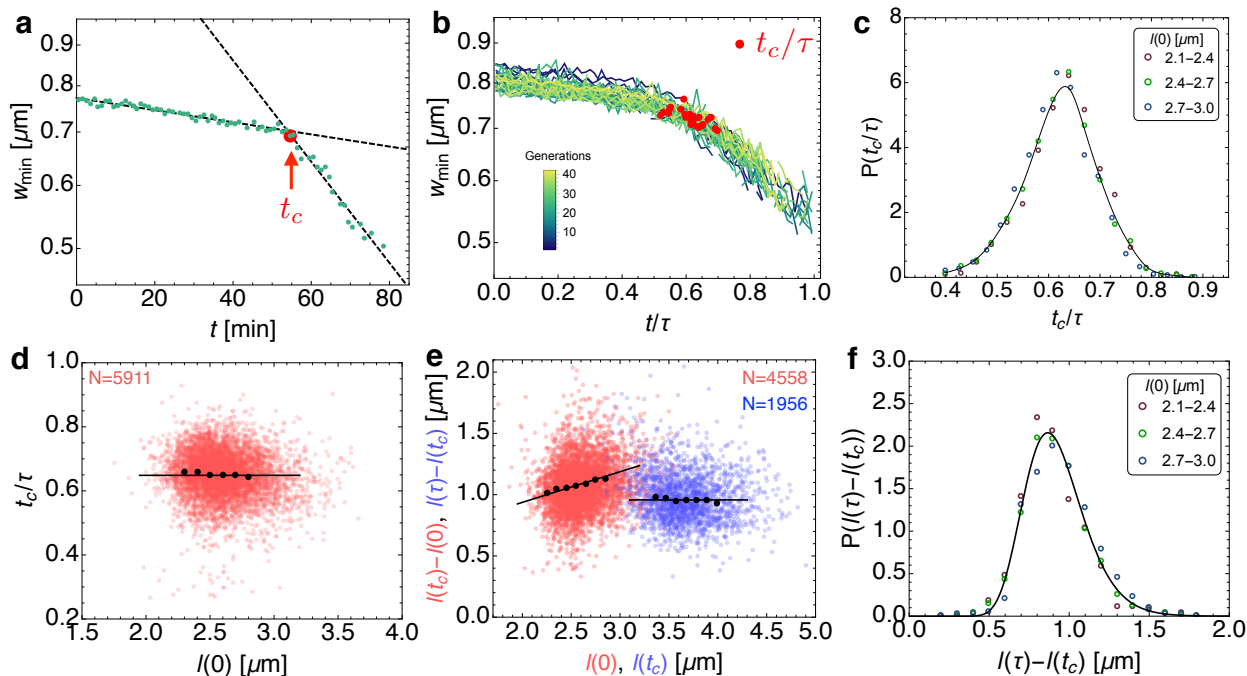 a
0.9
0.8
0.7
0.6
0.5
w_min [μm]
t_c
0
20
40
60
80
t [min]
b
t_c/τ
0.9
0.8
0.7
0.6
0.5
w_min [μm]
Generations
40
30
20
10
0.0
0.2
0.4
0.6
0.8
1.0
t/τ
c
8
6
4
2
0
P(t_c/τ)
l(0) [μm]
2.1–2.4
2.4–2.7
2.7–3.0
0.4
0.5
0.6
0.7
0.8
0.9
t_c/τ
d
N=5911
1.0
0.8
0.6
0.4
0.2
t_c/τ
1.5
2.0
2.5
3.0
3.5
4.0
l(0) [μm]
e
N=4558
N=1956
2.0
1.5
1.0
0.5
0.0
l(t_c)–l(0), l(τ)–l(t_c) [μm]
2.0
2.5
3.0
3.5
4.0
4.5
5.0
l(0), l(t_c) [μm]
f
3.0
2.5
2.0
1.5
1.0
0.5
0.0
P(l(τ)–l(t_c))
l(0) [μm]
2.1–2.4
2.4–2.7
2.7–3.0
0.0
0.5
1.0
1.5
2.0
l(τ)–l(t_c) [μm]